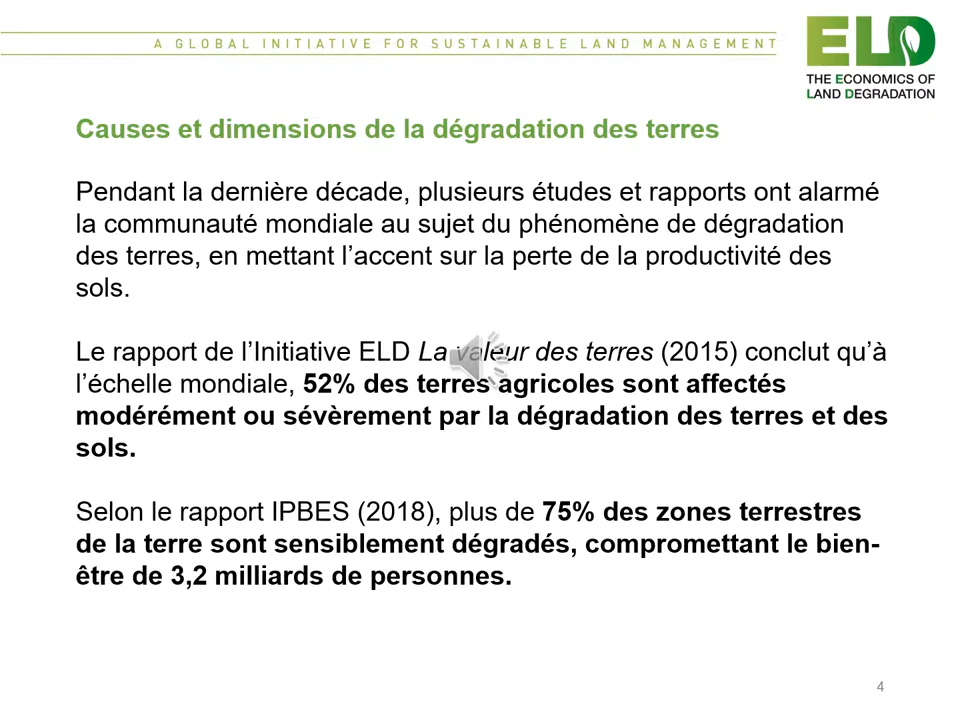 A GLOBAL INITIATIVE FOR SUSTAINABLE LAND MANAGEMENT
ELD
THE ECONOMICS OF
LAND DEGRADATION
Causes et dimensions de la dégradation des terres
Pendant la dernière décade, plusieurs études et rapports ont alarmé
la communauté mondiale au sujet du phénomène de dégradation
des terres, en mettant l’accent sur la perte de la productivité des
sols.
Le rapport de l’Initiative ELD La valeur des terres (2015) conclut qu’à
l’échelle mondiale, 52% des terres agricoles sont affectés
modérément ou sévèrement par la dégradation des terres et des
sols.
Selon le rapport IPBES (2018), plus de 75% des zones terrestres
de la terre sont sensiblement dégradés, compromettant le bien-
être de 3,2 milliards de personnes.
4